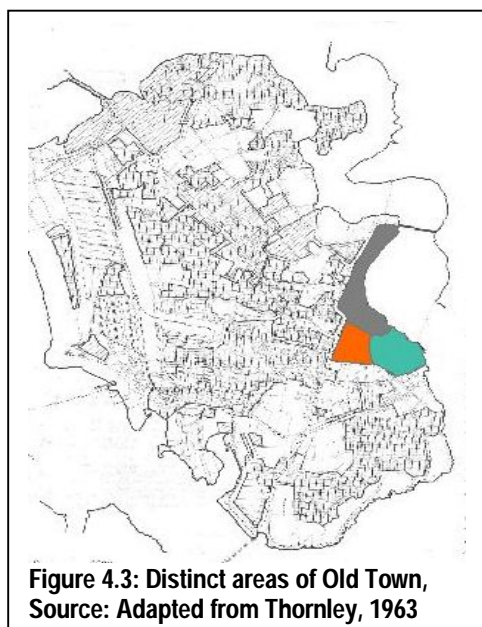 Figure 4.3: Distinct areas of Old Town,
Source: Adapted from Thornley, 1963